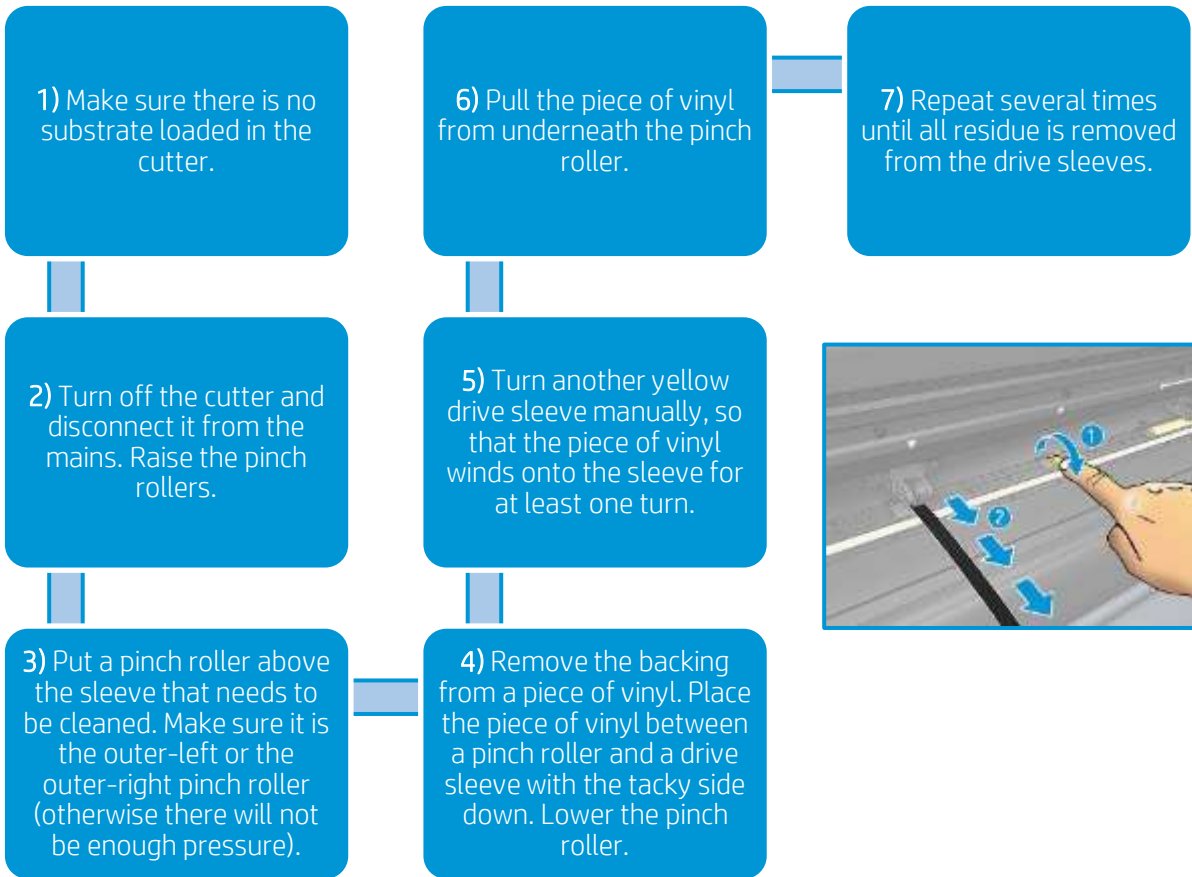 1) Make sure there is no
substrate loaded in the
cutter.
2) Turn off the cutter and
disconnect it from the
mains. Raise the pinch
rollers.
3) Put a pinch roller above
the sleeve that needs to
be cleaned. Make sure it is
the outer-left or the
outer-right pinch roller
(otherwise there will not
be enough pressure).
4) Remove the backing
from a piece of vinyl. Place
the piece of vinyl between
a pinch roller and a drive
sleeve with the tacky side
down. Lower the pinch
roller.
5) Turn another yellow
drive sleeve manually, so
that the piece of vinyl
winds onto the sleeve for
at least one turn.
6) Pull the piece of vinyl
from underneath the pinch
roller.
7) Repeat several times
until all residue is removed
from the drive sleeves.
1
2